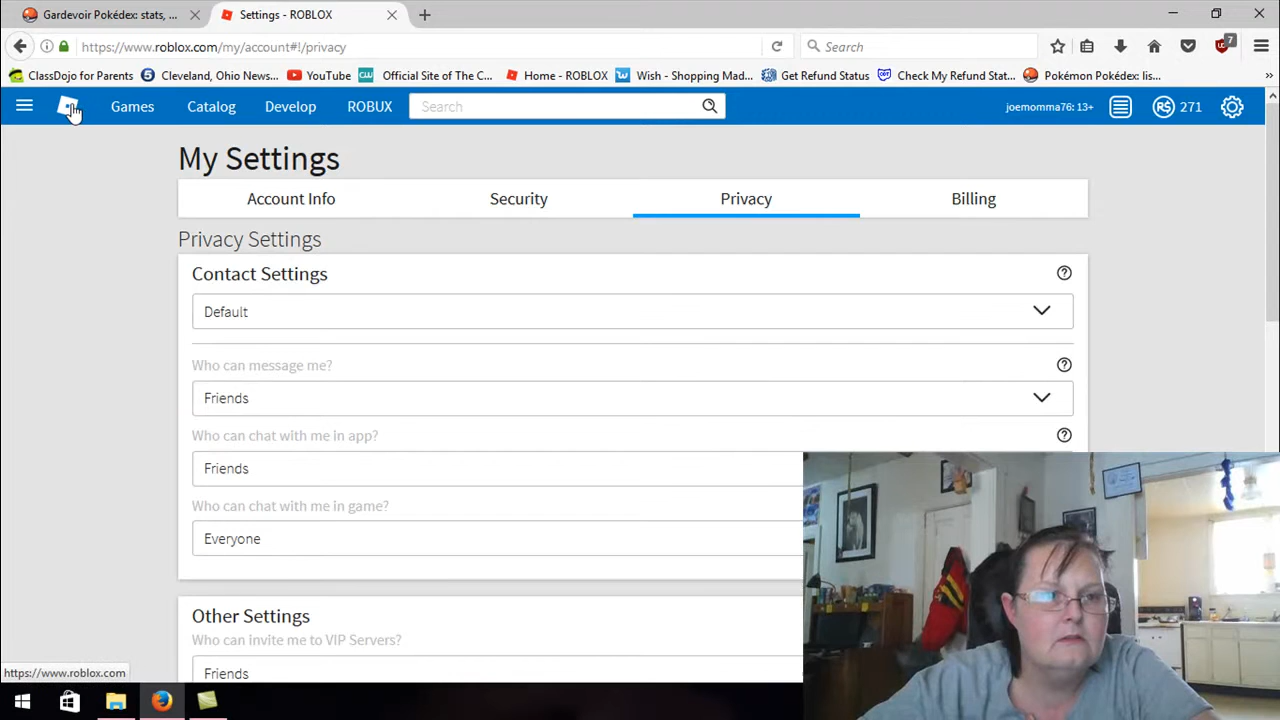 Gardevoir Pokédex: stats, ...
Settings - ROBLOX
https://www.roblox.com/my/account#!/privacy
Search
7
ClassDojo for Parents
Cleveland, Ohio News...
YouTube
Official Site of The C...
Home - ROBLOX
Wish - Shopping Mad...
Get Refund Status
Check My Refund Stat...
Pokémon Pokédex: lis...
Games
Catalog
Develop
ROBUX
Search
joemomma76: 13+
R$ 271
My Settings
Account Info
Security
Privacy
Billing
Privacy Settings
Contact Settings
Default
Who can message me?
Friends
Who can chat with me in app?
Friends
Who can chat with me in game?
Everyone
Other Settings
Who can invite me to VIP Servers?
Friends
https://www.roblox.com